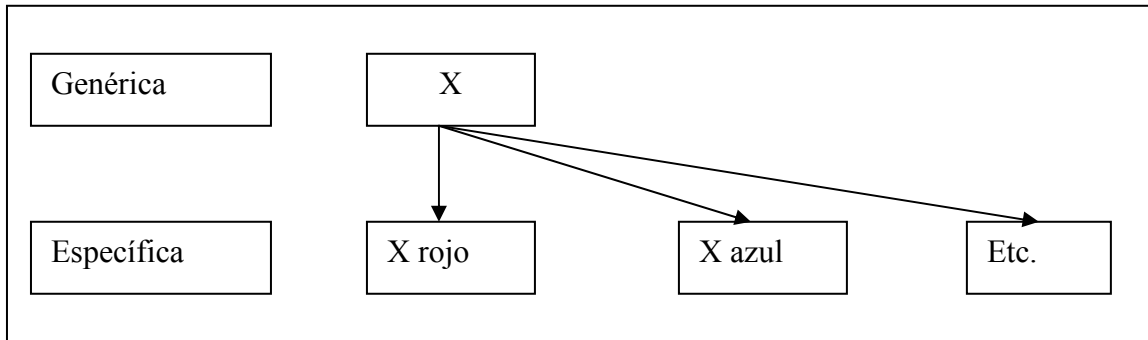 Genérica
X
Específica
X rojo
X azul
Etc.